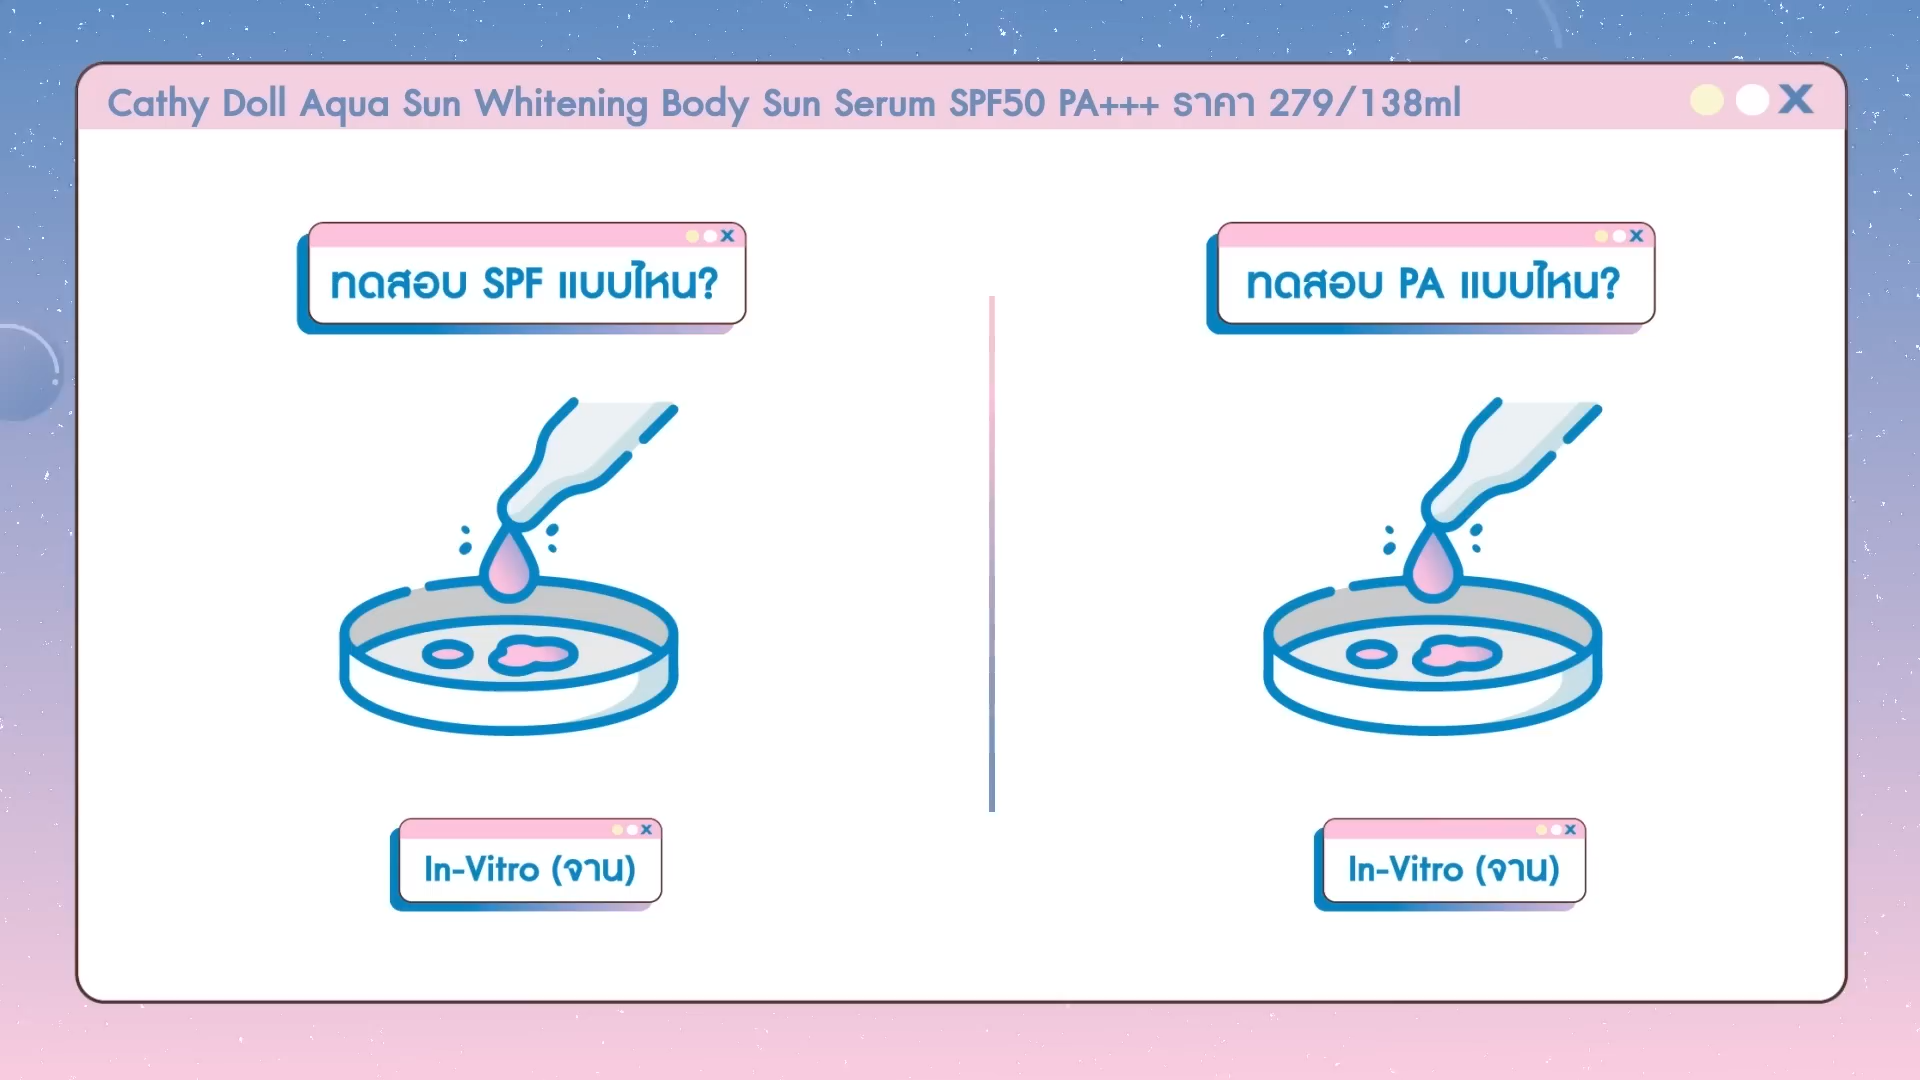 Cathy Doll Aqua Sun Whitening Body Sun Serum SPF50 PA+++ ราคา 279/138ml
ทดสอบ SPF แบบไหน?
ทดสอบ PA แบบไหน?
In-Vitro (จาน)
In-Vitro (จาน)